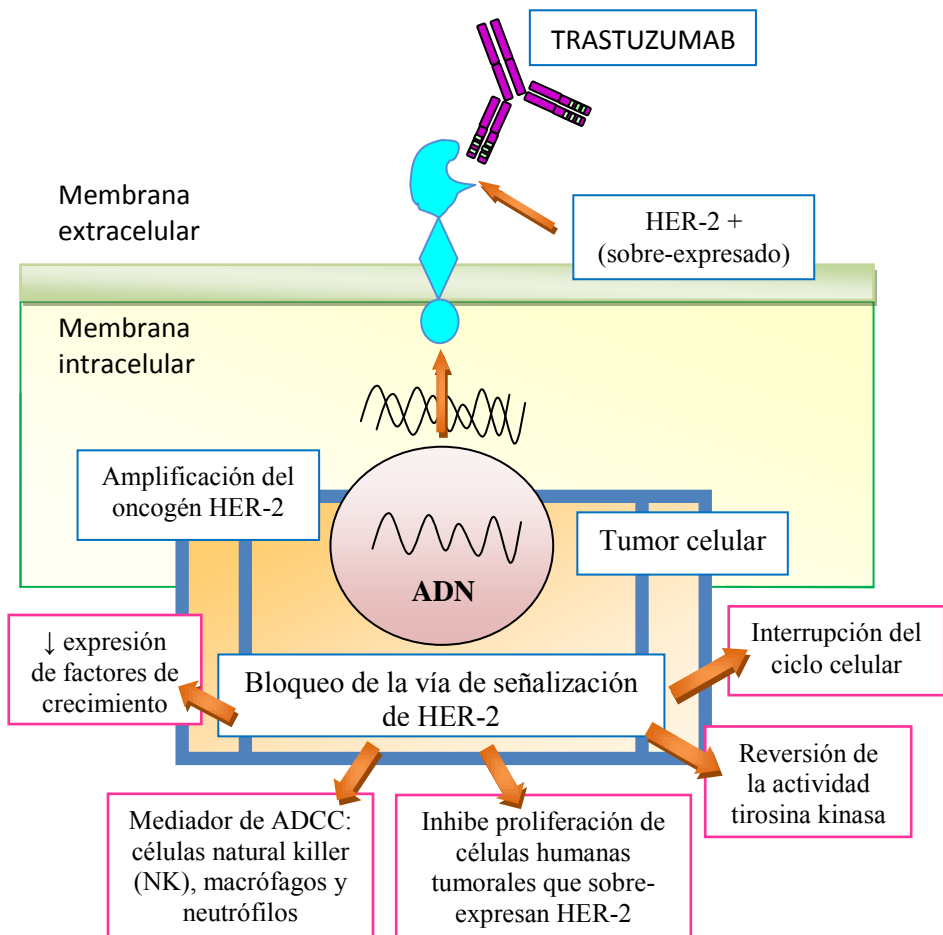 TRASTUZUMAB
Membrana
extracelular
HER-2 +
(sobre-expresado)
Membrana
intracelular
Amplificación del
oncogén HER-2
Tumor celular
ADN
↓ expresión
de factores de
crecimiento
Bloqueo de la vía de señalización
de HER-2
Interrupción del
ciclo celular
Reversión de
la actividad
tirosina kinasa
Mediador de ADCC:
células natural killer
(NK), macrófagos y
neutrófilos
Inhibe proliferación de
células humanas
tumorales que sobre-
expresan HER-2